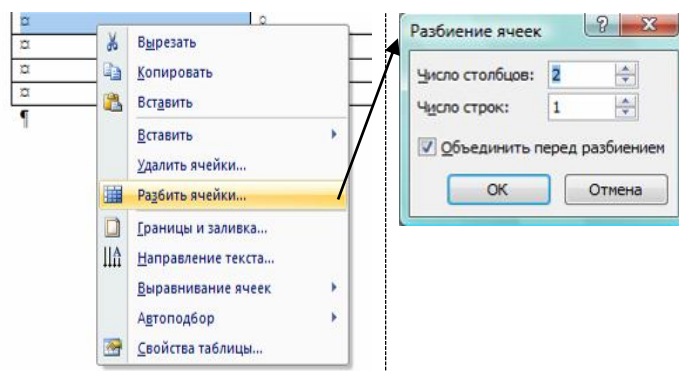 Вырезать
Копировать
Вставить
Вставить
Удалить ячейки...
Разбить ячейки...
Границы и заливка...
Направление текста...
Выравнивание ячеек
Автоподбор
Свойства таблицы...
Разбиение ячеек
Число столбцов: 2
Число строк: 1
Объединить перед разбиением
ОК Отмена